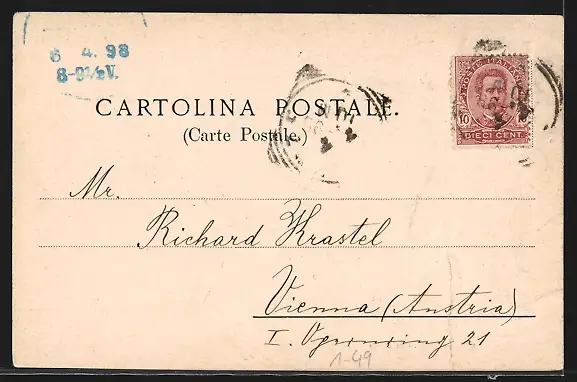 6 4. 98
8-9½V.
POSTE ITALIANE
10
DIECI CENT.
CARTOLINA POSTALE.
(Carte Postale.)
Mr.
Richard Krastel
Vienna (Austria)
I. 21
1-49